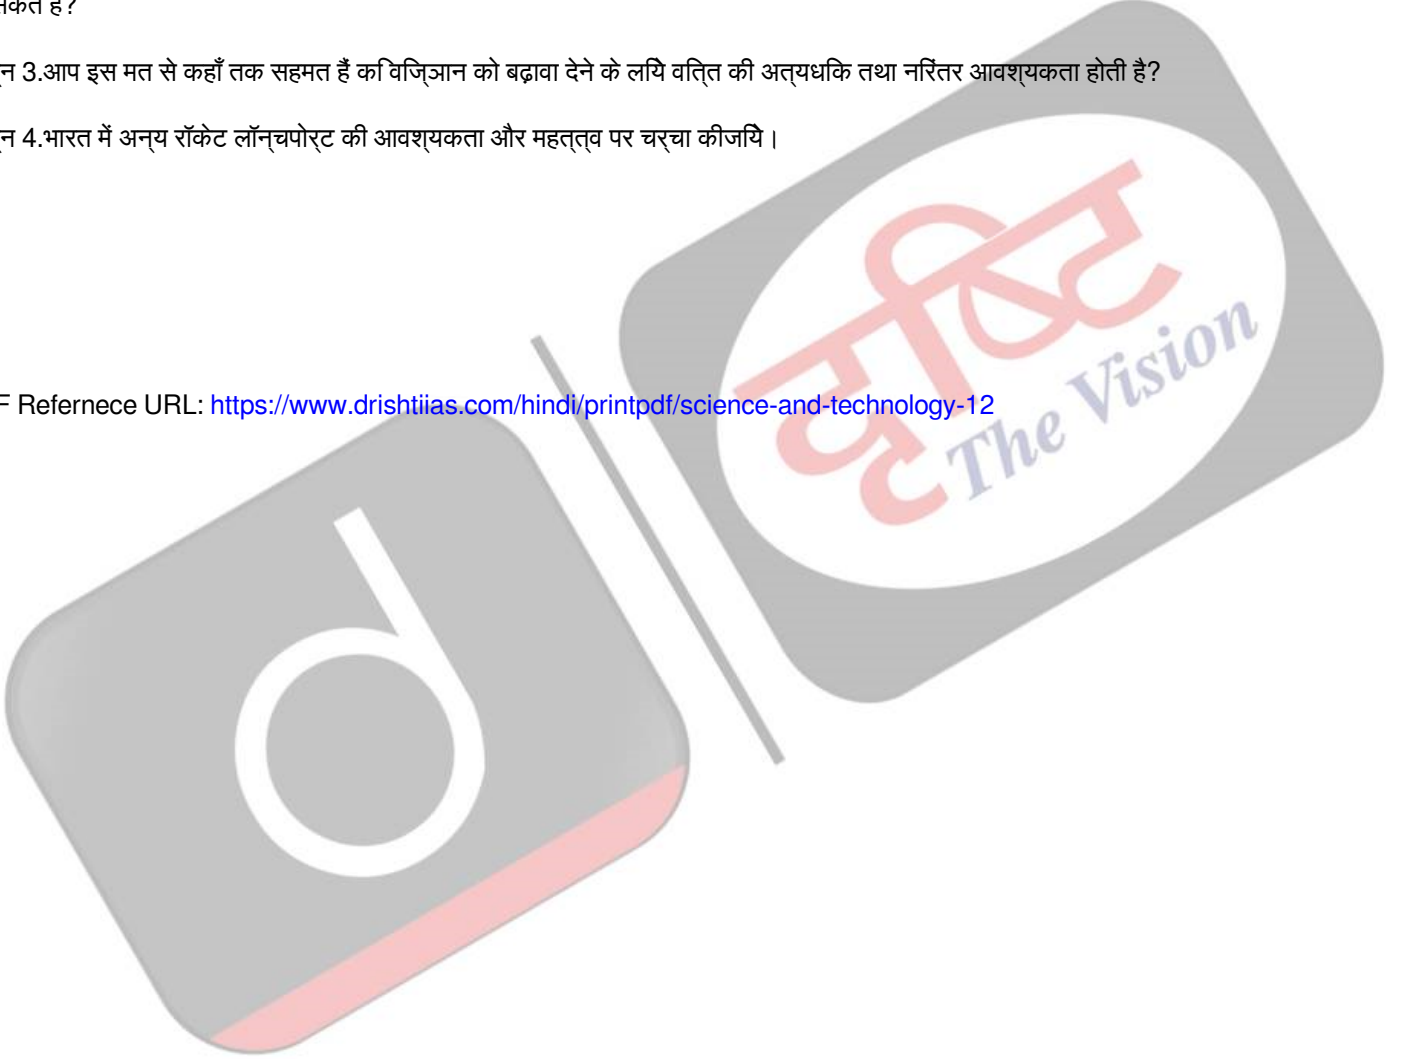 सकते हैं?
न 3.आप इस मत से कहाँ तक सहमत हैं कि विज्ञान को बढ़ावा देने के लिये वित्त की अत्यधिक तथा निरंतर आवश्यकता होती है?
न 4.भारत में अन्य रॉकेट लॉन्चपोर्ट की आवश्यकता और महत्त्व पर चर्चा कीजिये।
दृष्टि
The Vision
F Refernece URL: https://www.drishtiias.com/hindi/printpdf/science-and-technology-12
d